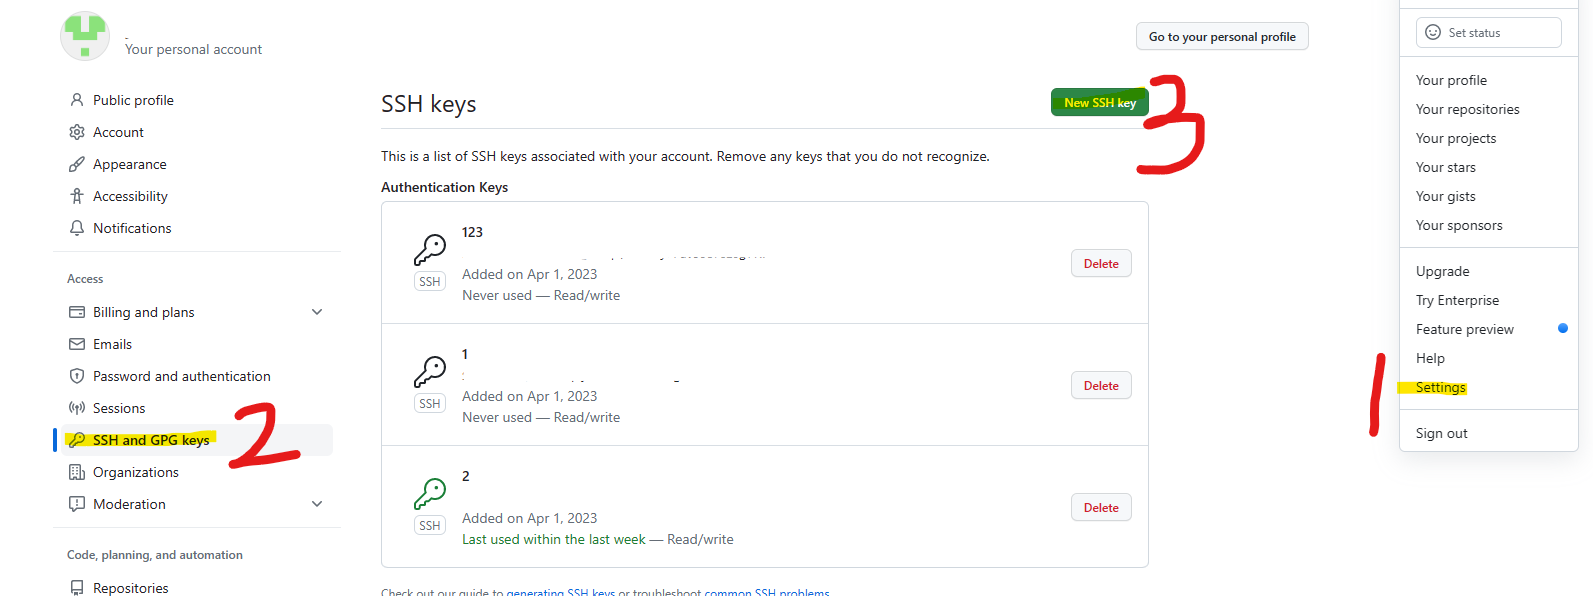 -
Your personal account
Go to your personal profile
Public profile
Account
Appearance
Accessibility
Notifications
Access
Billing and plans
Emails
Password and authentication
Sessions
SSH and GPG keys
2
Organizations
Moderation
Code, planning, and automation
Repositories
SSH keys
New SSH key
3
This is a list of SSH keys associated with your account. Remove any keys that you do not recognize.
Authentication Keys
123
SSH
Added on Apr 1, 2023
Never used — Read/write
Delete
1
SSH
Added on Apr 1, 2023
Never used — Read/write
Delete
2
SSH
Added on Apr 1, 2023
Last used within the last week — Read/write
Delete
Check out our guide to generating SSH keys or troubleshoot common SSH problems.
Set status
Your profile
Your repositories
Your projects
Your stars
Your gists
Your sponsors
Upgrade
Try Enterprise
Feature preview
Help
1
Settings
Sign out